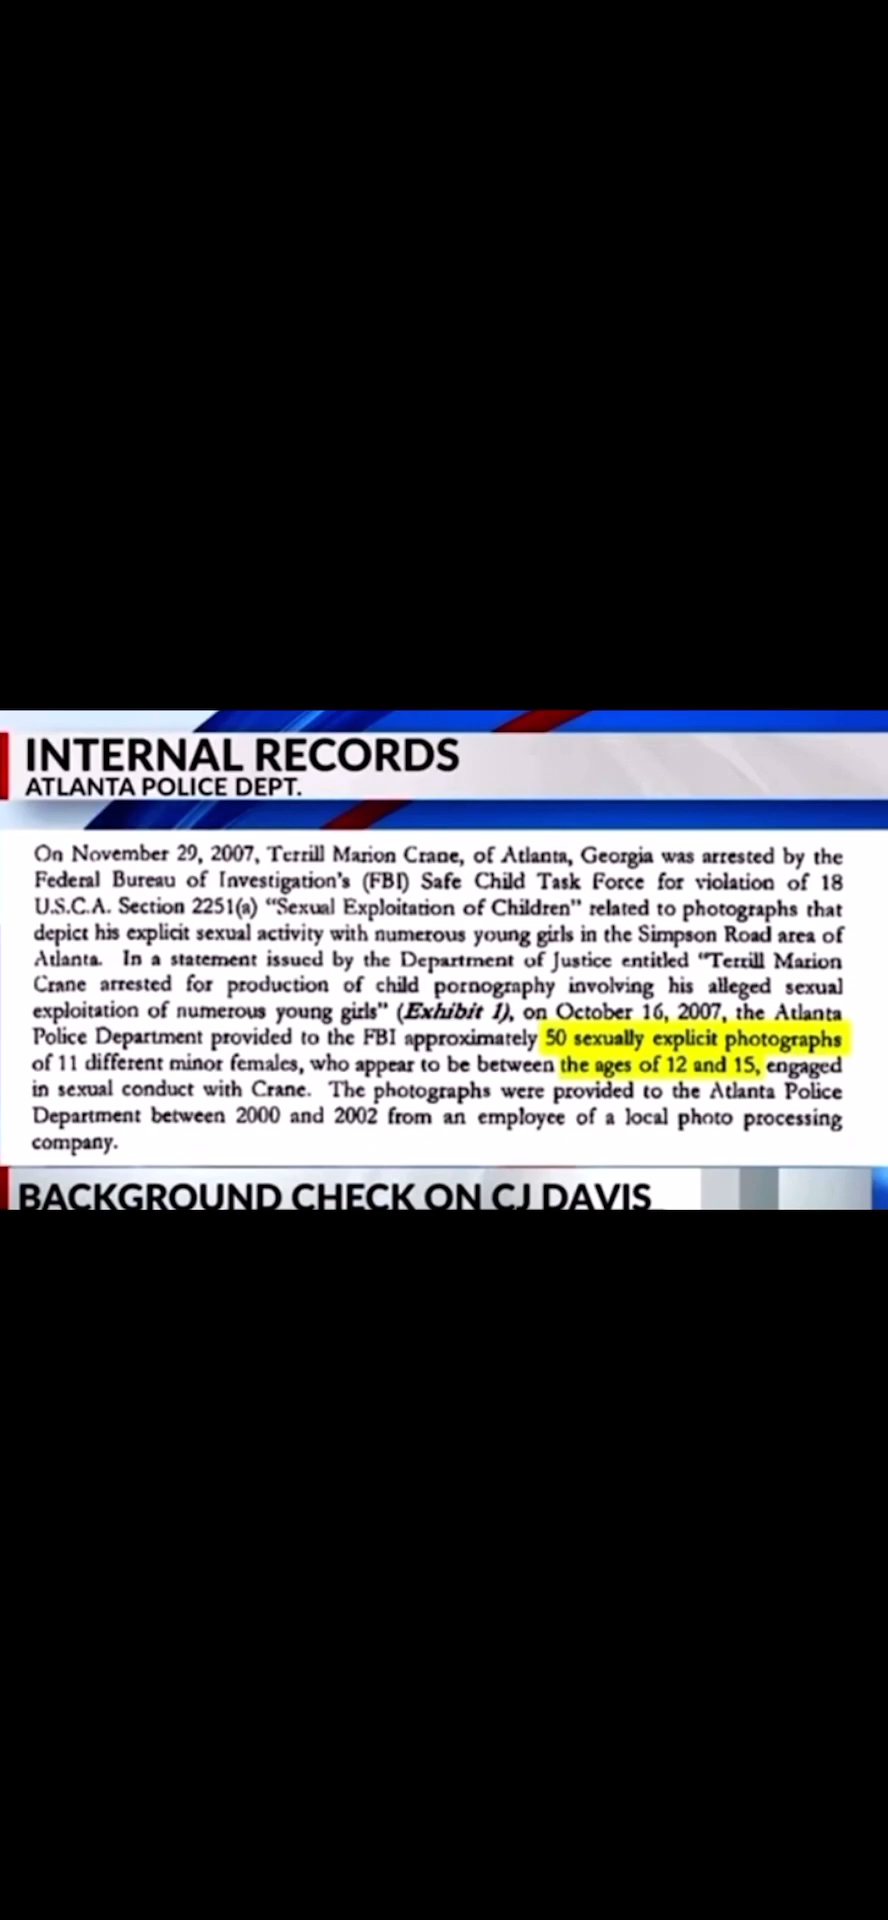 INTERNAL RECORDS
ATLANTA POLICE DEPT.
On November 29, 2007, Terrill Marion Crane, of Atlanta, Georgia was arrested by the
Federal Bureau of Investigation's (FBI) Safe Child Task Force for violation of 18
U.S.C.A. Section 2251(a) "Sexual Exploitation of Children" related to photographs that
depict his explicit sexual activity with numerous young girls in the Simpson Road area of
Atlanta. In a statement issued by the Department of Justice entitled "Terrill Marion
Crane arrested for production of child pornography involving his alleged sexual
exploitation of numerous young girls" (Exhibit 1), on October 16, 2007, the Atlanta
Police Department provided to the FBI approximately 50 sexually explicit photographs
of 11 different minor females, who appear to be between the ages of 12 and 15, engaged
in sexual conduct with Crane. The photographs were provided to the Atlanta Police
Department between 2000 and 2002 from an employee of a local photo processing
company.
BACKGROUND CHECK ON CJ DAVIS